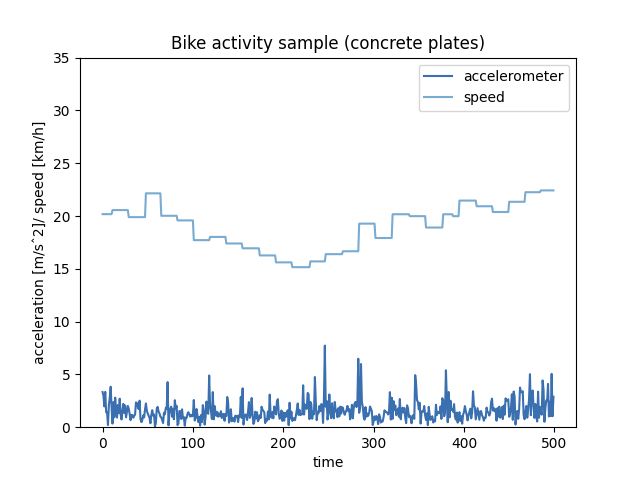 Bike activity sample (concrete plates)
accelerometer
speed
acceleration [m/s^2]/ speed [km/h]
35
30
25
20
15
10
5
0
0 100 200 300 400 500
time